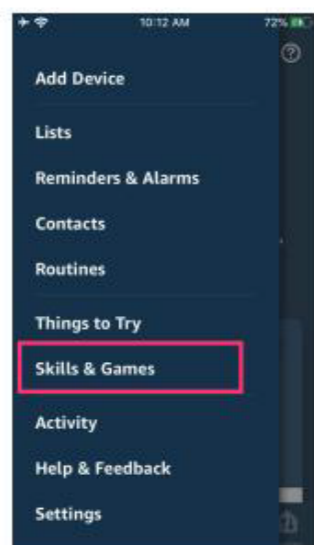 10:12 AM 72%
Add Device
Lists
Reminders & Alarms
Contacts
Routines
Things to Try
Skills & Games
Activity
Help & Feedback
Settings